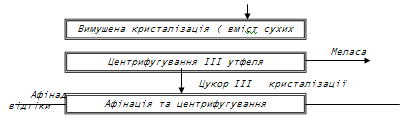 Вимушена кристалізація ( вміст сухих
Центрифугування III утфеля
Меласа
Цукор III кристалізації
Афінад
відтіки
Афінація та центрифугування